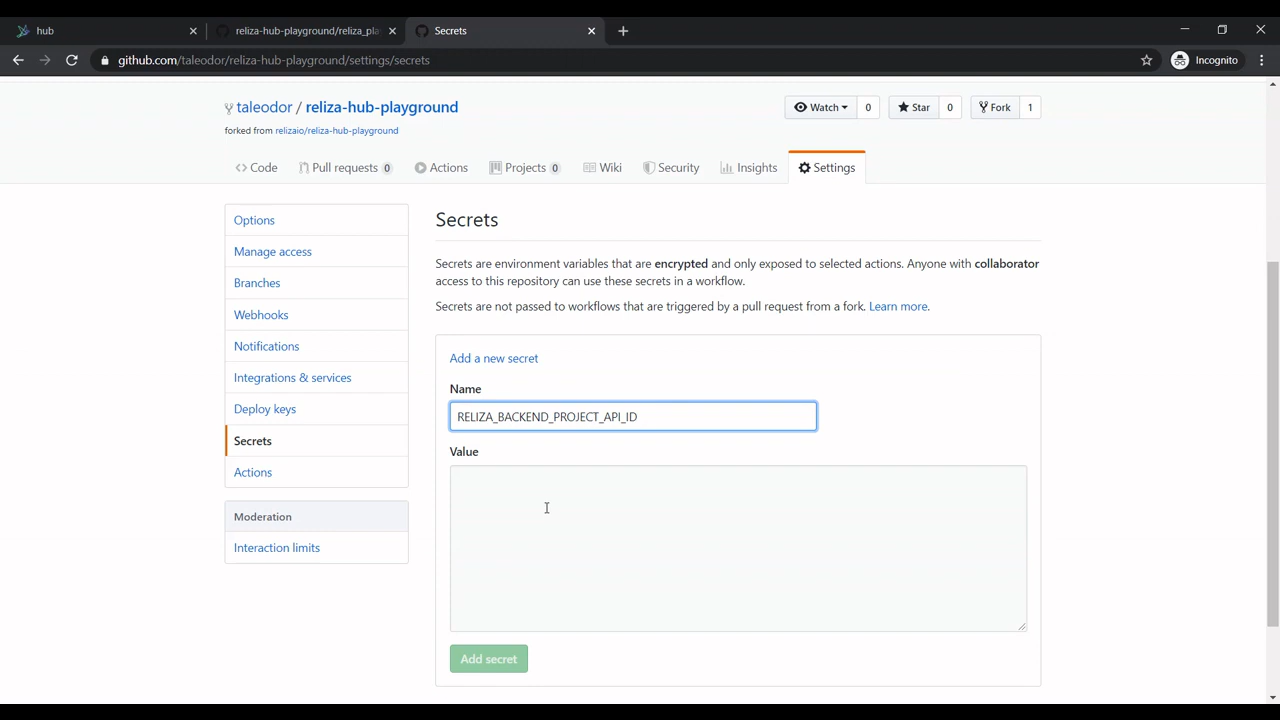 hub
reliza-hub-playground/reliza_pla
Secrets
github.com/taleodor/reliza-hub-playground/settings/secrets
Incognito
taleodor / reliza-hub-playground
Watch 0 Star 0 Fork 1
forked from relizaio/reliza-hub-playground
Code Pull requests 0 Actions Projects 0 Wiki Security Insights Settings
Options
Manage access
Branches
Webhooks
Notifications
Integrations & services
Deploy keys
Secrets
Actions
Moderation
Interaction limits
Secrets
Secrets are environment variables that are encrypted and only exposed to selected actions. Anyone with collaborator
access to this repository can use these secrets in a workflow.
Secrets are not passed to workflows that are triggered by a pull request from a fork. Learn more.
Add a new secret
Name
RELIZA_BACKEND_PROJECT_API_ID
Value
Add secret